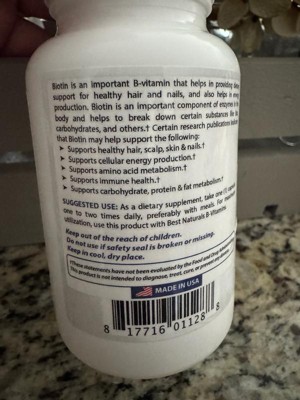 Biotin is an important B-vitamin that helps in providing
support for healthy hair and nails, and also helps in
production. Biotin is an important component of enzyme in the
body and helps to break down certain substances like
carbohydrates, and others.† Certain research publications
that Biotin may help support the following:
➤ Supports healthy hair, scalp, skin & nails.†
➤ Supports cellular energy production.†
➤ Supports amino acid metabolism.†
➤ Supports immune health.†
➤ Supports carbohydrate, protein & fat metabolism.†
SUGGESTED USE: As a dietary supplement, take one (1)
one to two times daily, preferably with meals. For
utilization, use this product with Best Naturals B Vitamins.
Keep out of the reach of children.
Do not use if safety seal is broken or missing.
Keep in cool, dry place.
†These statements have not been evaluated by the Food and Drug
This product is not intended to diagnose, treat, cure, or prevent any
MADE IN USA
8 17716 01128 8